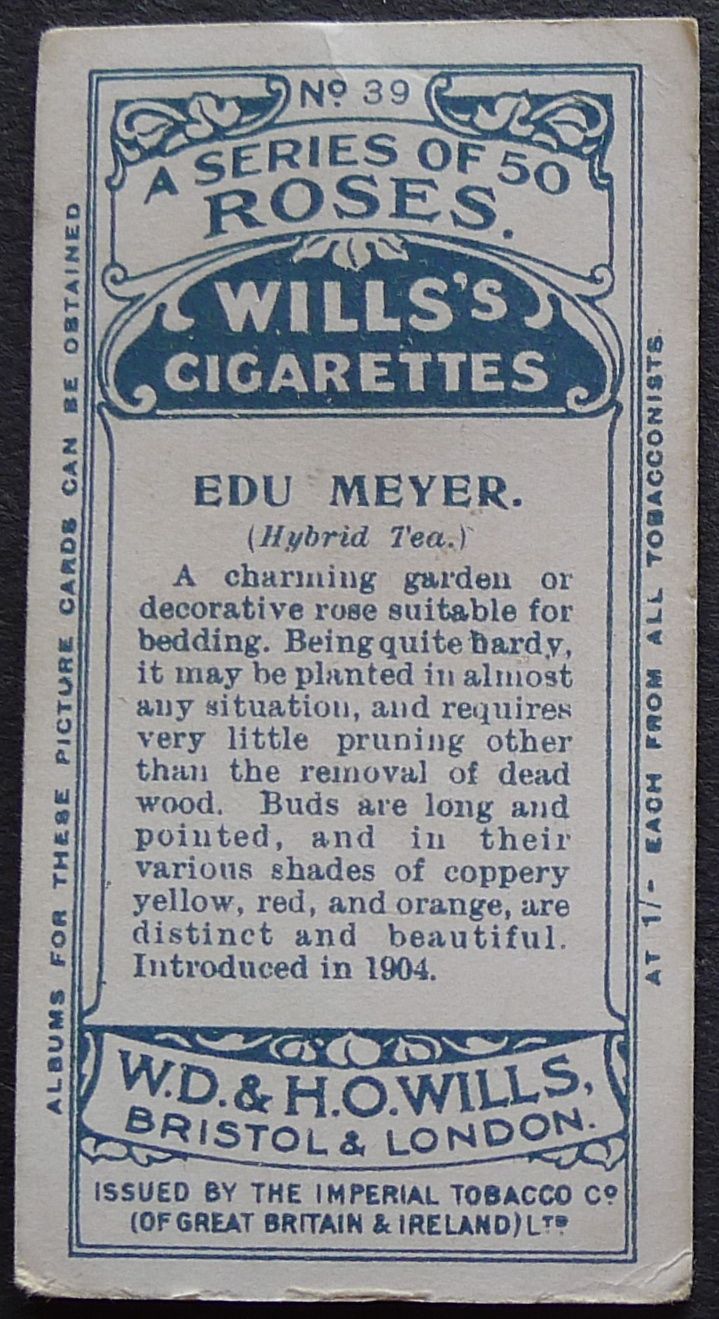 Nº 39
A SERIES OF 50
ROSES.
WILLS'S
CIGARETTES
EDU MEYER.
(Hybrid Tea.)
A charming garden or
decorative rose suitable for
bedding. Being quite hardy,
it may be planted in almost
any situation, and requires
very little pruning other
than the removal of dead
wood. Buds are long and
pointed, and in their
various shades of coppery
yellow, red, and orange, are
distinct and beautiful.
Introduced in 1904.
W.D. & H.O. WILLS,
BRISTOL & LONDON.
ISSUED BY THE IMPERIAL TOBACCO Cº
(OF GREAT BRITAIN & IRELAND) LTD
ALBUMS FOR THESE PICTURE CARDS CAN BE OBTAINED
AT 1/- EACH FROM ALL TOBACCONISTS.